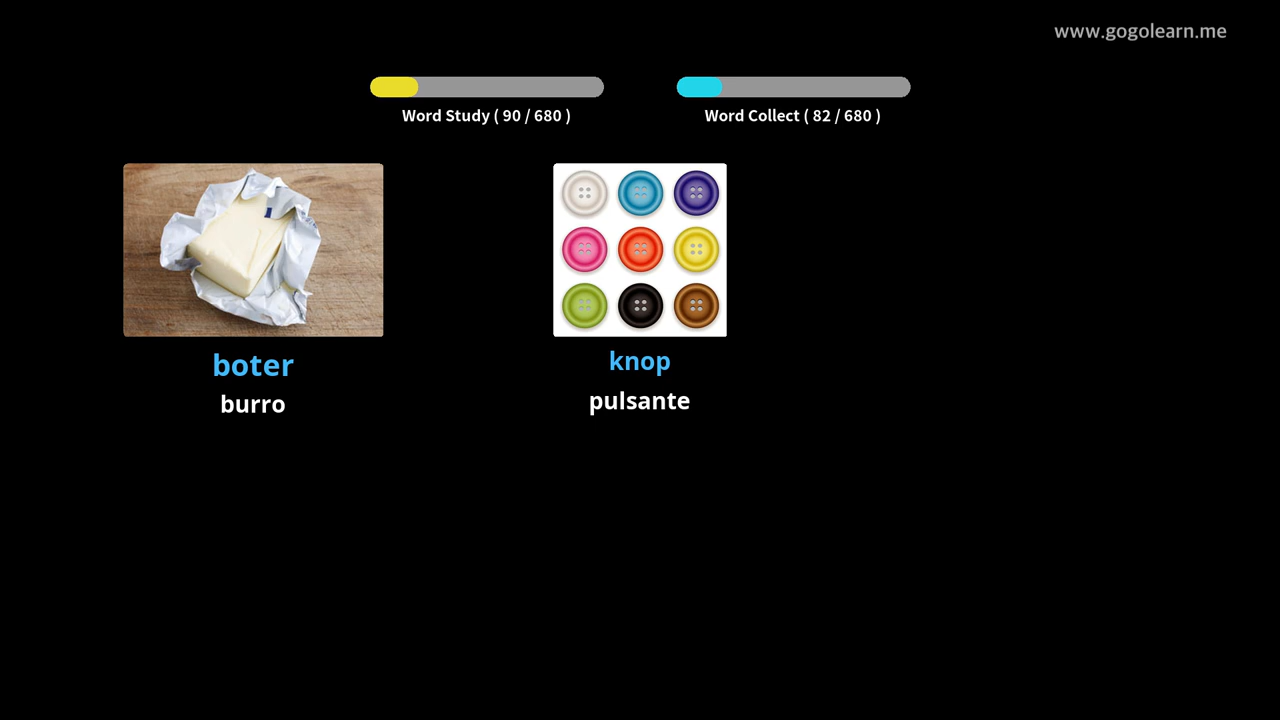 www.gogolearn.me
Word Study ( 90 / 680 )
Word Collect ( 82 / 680 )
boter
burro
knop
pulsante